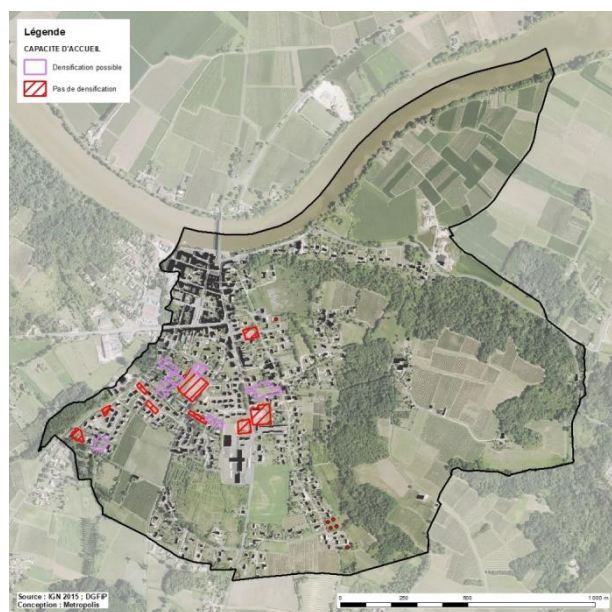 Légende
CAPACITE D'ACCUEIL
Densification possible
Pas de densification
Source : IGN 2015 ; DGFiP
Conception : Metropolis
0 250 500 1 000 m